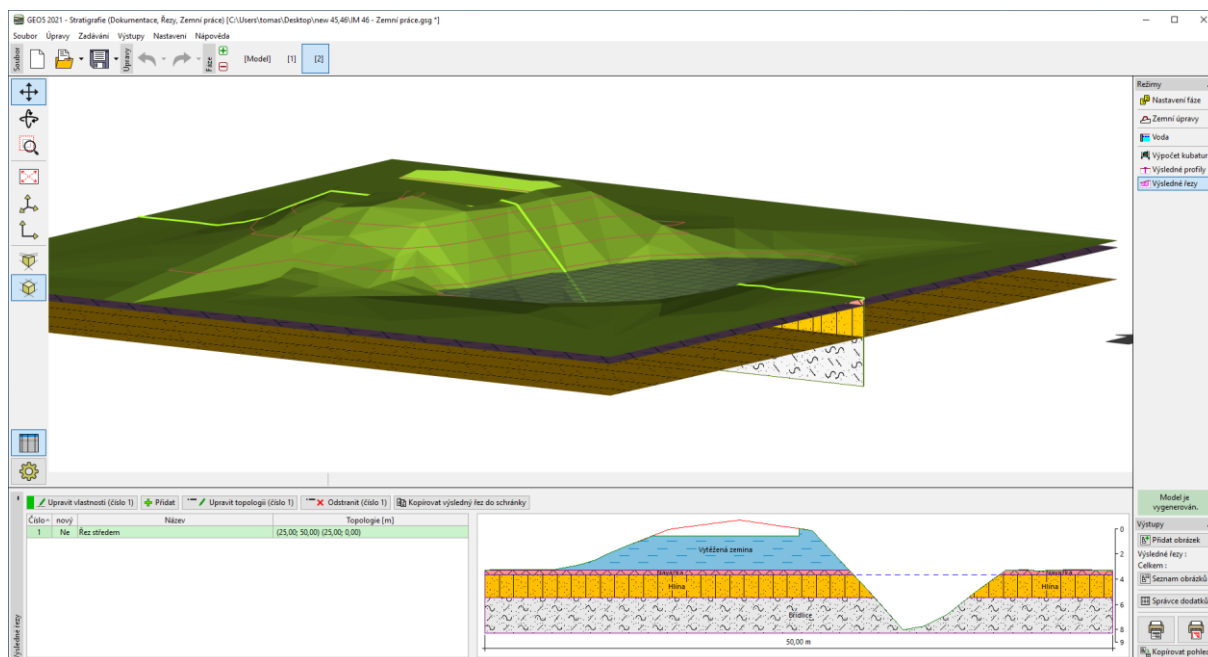 GEO5 2021 - Stratigrafie (Dokumentace, Řezy, Zemní práce) [C:\Users\tomas\Desktop\new 45,46\IM 46 - Zemní práce.gsg *]
Soubor Úpravy Zadávání Výstupy Nastavení Nápověda
Soubor
Úpravy
Fáze
[Model] [1] [2]
Režimy
Nastavení fáze
Zemní úpravy
Voda
Výpočet kubatur
Výsledné profily
Výsledné řezy
Upravit vlastnosti (číslo 1) Přidat Upravit topologii (číslo 1) Odstranit (číslo 1) Kopírovat výsledný řez do schránky
Číslo nový Název Topologie [m]
1 Ne Řez středem (25,00; 50,00) (25,00; 0,00)
Výsledné řezy
Vytěžená zemina
Navážka
Navážka
Hlína
Hlína
Břidlice
50,00 m
0
2
4
6
8
9
Model je
vygenerován.
Výstupy
Přidat obrázek
Výsledné řezy :
Celkem :
Seznam obrázků
Správce dodatků
Kopírovat pohled